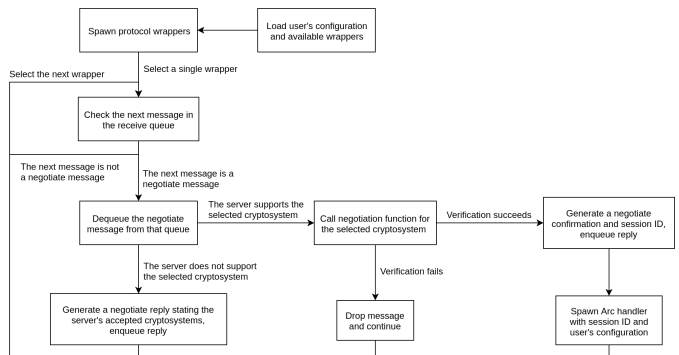 Spawn protocol wrappers
Load user's configuration
and available wrappers
Select the next wrapper
Select a single wrapper
Check the next message in
the receive queue
The next message is not
a negotiate message
The next message is a
negotiate message
Dequeue the negotiate
message from that queue
The server supports the
selected cryptosystem
Call negotiation function for
the selected cryptosystem
Verification succeeds
Generate a negotiate
confirmation and session ID,
enqueue reply
The server does not support
the selected cryptosystem
Verification fails
Generate a negotiate reply stating the
server's accepted cryptosystems,
enqueue reply
Drop message
and continue
Spawn Arc handler
with session ID and
user's configuration